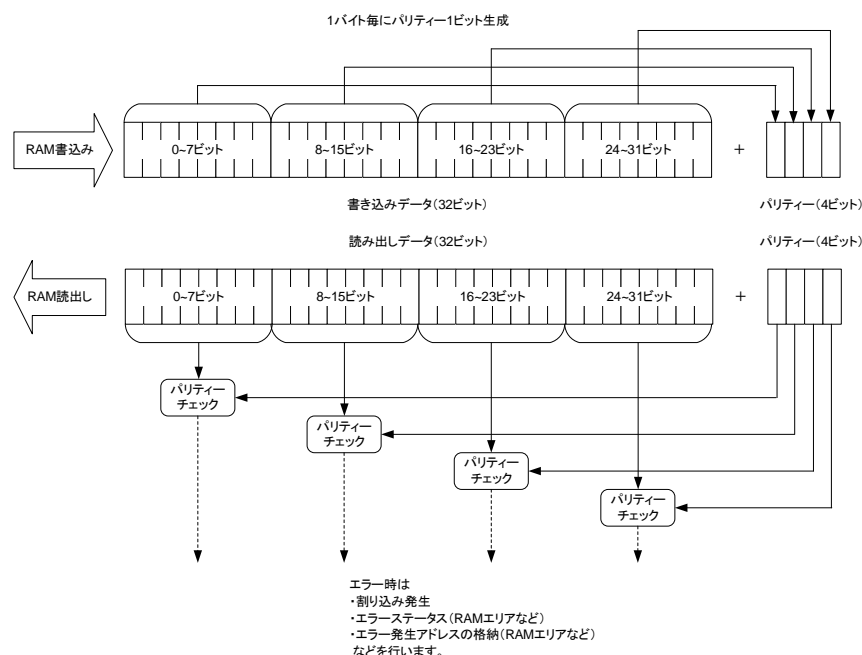 1バイト毎にパリティー1ビット生成
RAM書込み
0~7ビット
8~15ビット
16~23ビット
24~31ビット
+
書き込みデータ(32ビット)
パリティー(4ビット)
読み出しデータ(32ビット)
パリティー(4ビット)
RAM読出し
0~7ビット
8~15ビット
16~23ビット
24~31ビット
+
パリティー
チェック
パリティー
チェック
パリティー
チェック
パリティー
チェック
エラー時は
・割り込み発生
・エラーステータス(RAMエリアなど)
・エラー発生アドレスの格納(RAMエリアなど)
などを行います。